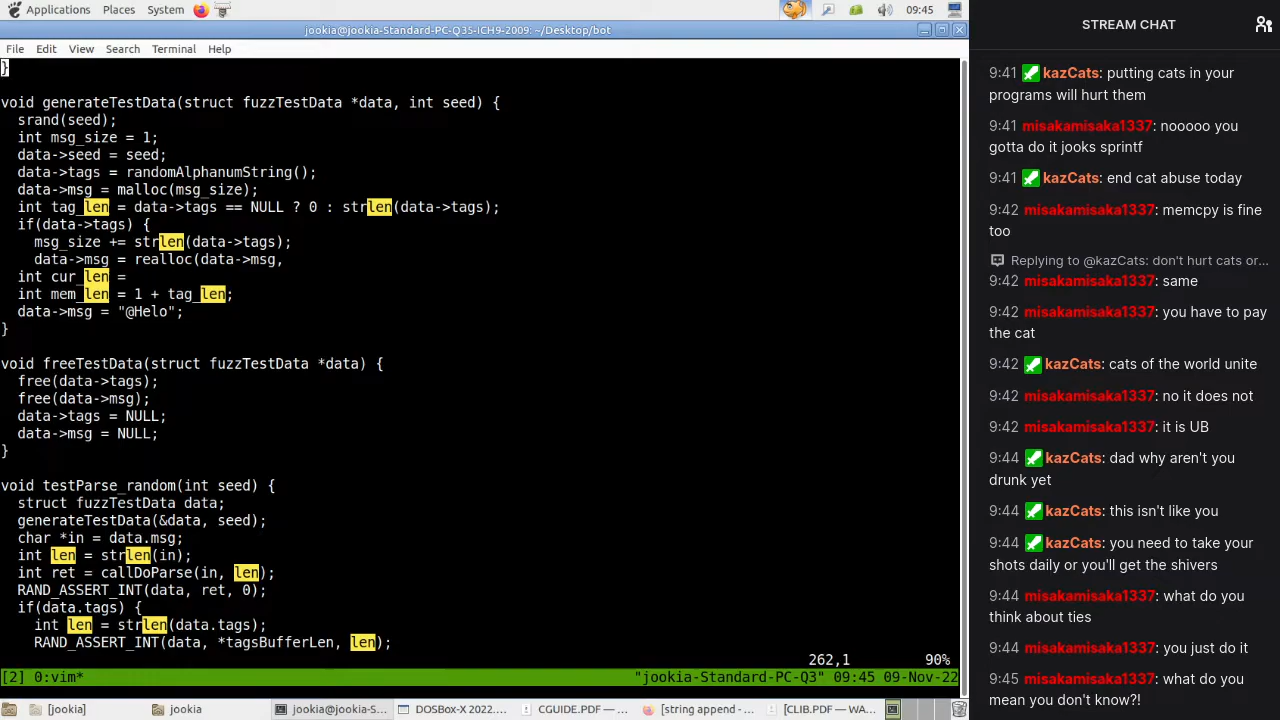 Applications Places System 09:45
jookia@jookia-Standard-PC-Q35-ICH9-2009: ~/Desktop/bot
File Edit View Search Terminal Help
}
void generateTestData(struct fuzzTestData *data, int seed) {
srand(seed);
int msg_size = 1;
data->seed = seed;
data->tags = randomAlphanumString();
data->msg = malloc(msg_size);
int tag_len = data->tags == NULL ? 0 : strlen(data->tags);
if(data->tags) {
msg_size += strlen(data->tags);
data->msg = realloc(data->msg,
int cur_len =
int mem_len = 1 + tag_len;
data->msg = "@Helo";
}
void freeTestData(struct fuzzTestData *data) {
free(data->tags);
free(data->msg);
data->tags = NULL;
data->msg = NULL;
}
void testParse_random(int seed) {
struct fuzzTestData data;
generateTestData(&data, seed);
char *in = data.msg;
int len = strlen(in);
int ret = callDoParse(in, len);
RAND_ASSERT_INT(data, ret, 0);
if(data.tags) {
int len = strlen(data.tags);
RAND_ASSERT_INT(data, *tagsBufferLen, len);
262,1 90%
[2] 0:vim* "jookia-Standard-PC-Q3" 09:45 09-Nov-22
[jookia] jookia jookia@jookia-S... DOSBox-X 2022.... CGUIDE.PDF — ... [string append - ... [CLIB.PDF — WA...
STREAM CHAT
9:41 kazCats: putting cats in your
programs will hurt them
9:41 misakamisaka1337: nooooo you
gotta do it jooks sprintf
9:41 kazCats: end cat abuse today
9:42 misakamisaka1337: memcpy is fine
too
Replying to @kazCats: don't hurt cats or...
9:42 misakamisaka1337: same
9:42 misakamisaka1337: you have to pay
the cat
9:42 kazCats: cats of the world unite
9:42 misakamisaka1337: no it does not
9:42 misakamisaka1337: it is UB
9:44 kazCats: dad why aren't you
drunk yet
9:44 kazCats: this isn't like you
9:44 kazCats: you need to take your
shots daily or you'll get the shivers
9:44 misakamisaka1337: what do you
think about ties
9:44 misakamisaka1337: you just do it
9:45 misakamisaka1337: what do you
mean you don't know?!